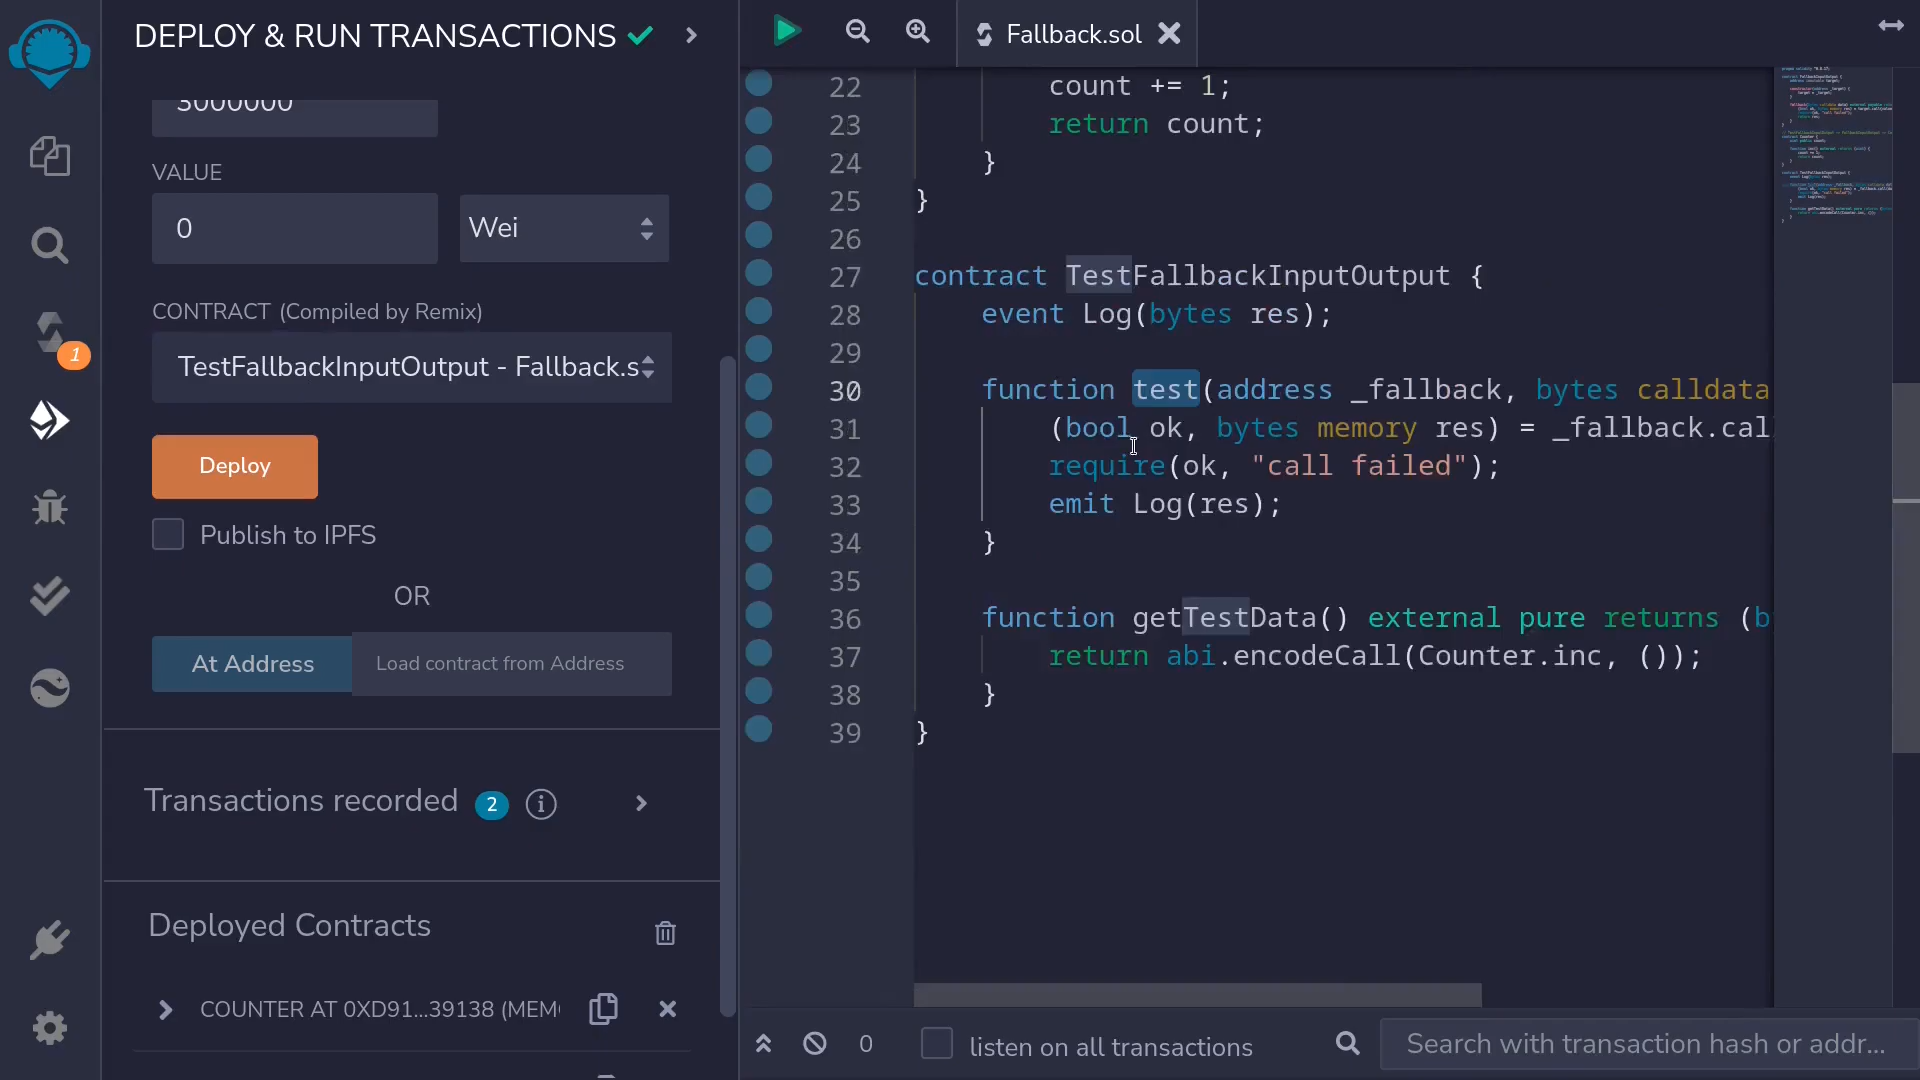 DEPLOY & RUN TRANSACTIONS
3000000
VALUE
0
Wei
CONTRACT (Compiled by Remix)
TestFallbackInputOutput - Fallback.s
1
Deploy
Publish to IPFS
OR
At Address
Load contract from Address
Transactions recorded 2 i
Deployed Contracts
COUNTER AT 0XD91...39138 (MEM
Fallback.sol
22 count += 1;
23 return count;
24 }
25 }
26
27 contract TestFallbackInputOutput {
28 event Log(bytes res);
29
30 function test(address _fallback, bytes calldata
31 (bool ok, bytes memory res) = _fallback.cal
32 require(ok, "call failed");
33 emit Log(res);
34 }
35
36 function getTestData() external pure returns (b
37 return abi.encodeCall(Counter.inc, ());
38 }
39 }
0
listen on all transactions
Search with transaction hash or addr...